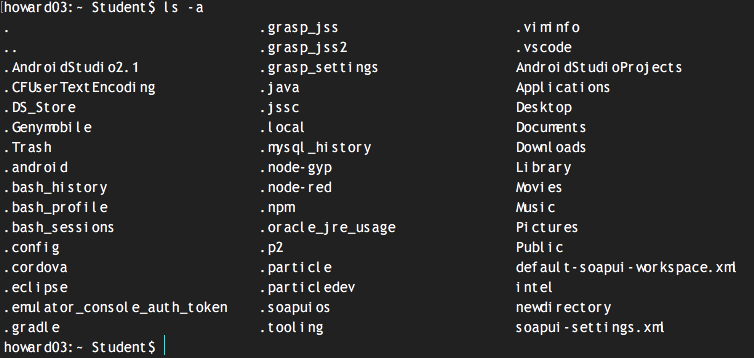 howard03:~ Student$ ls -a
. .grasp_jss .viminfo
.. .grasp_jss2 .vscode
.AndroidStudio2.1 .grasp_settings AndroidStudioProjects
.CFUserTextEncoding .java Applications
.DS_Store .jssc Desktop
.Genymobile .local Documents
.Trash .mysql_history Downloads
.android .node-gyp Library
.bash_history .node-red Movies
.bash_profile .npm Music
.bash_sessions .oracle_jre_usage Pictures
.config .p2 Public
.cordova .particle default-soapui-workspace.xml
.eclipse .particledev intel
.emulator_console_auth_token .soapuios newdirectory
.gradle .tooling soapui-settings.xml
howard03:~ Student$